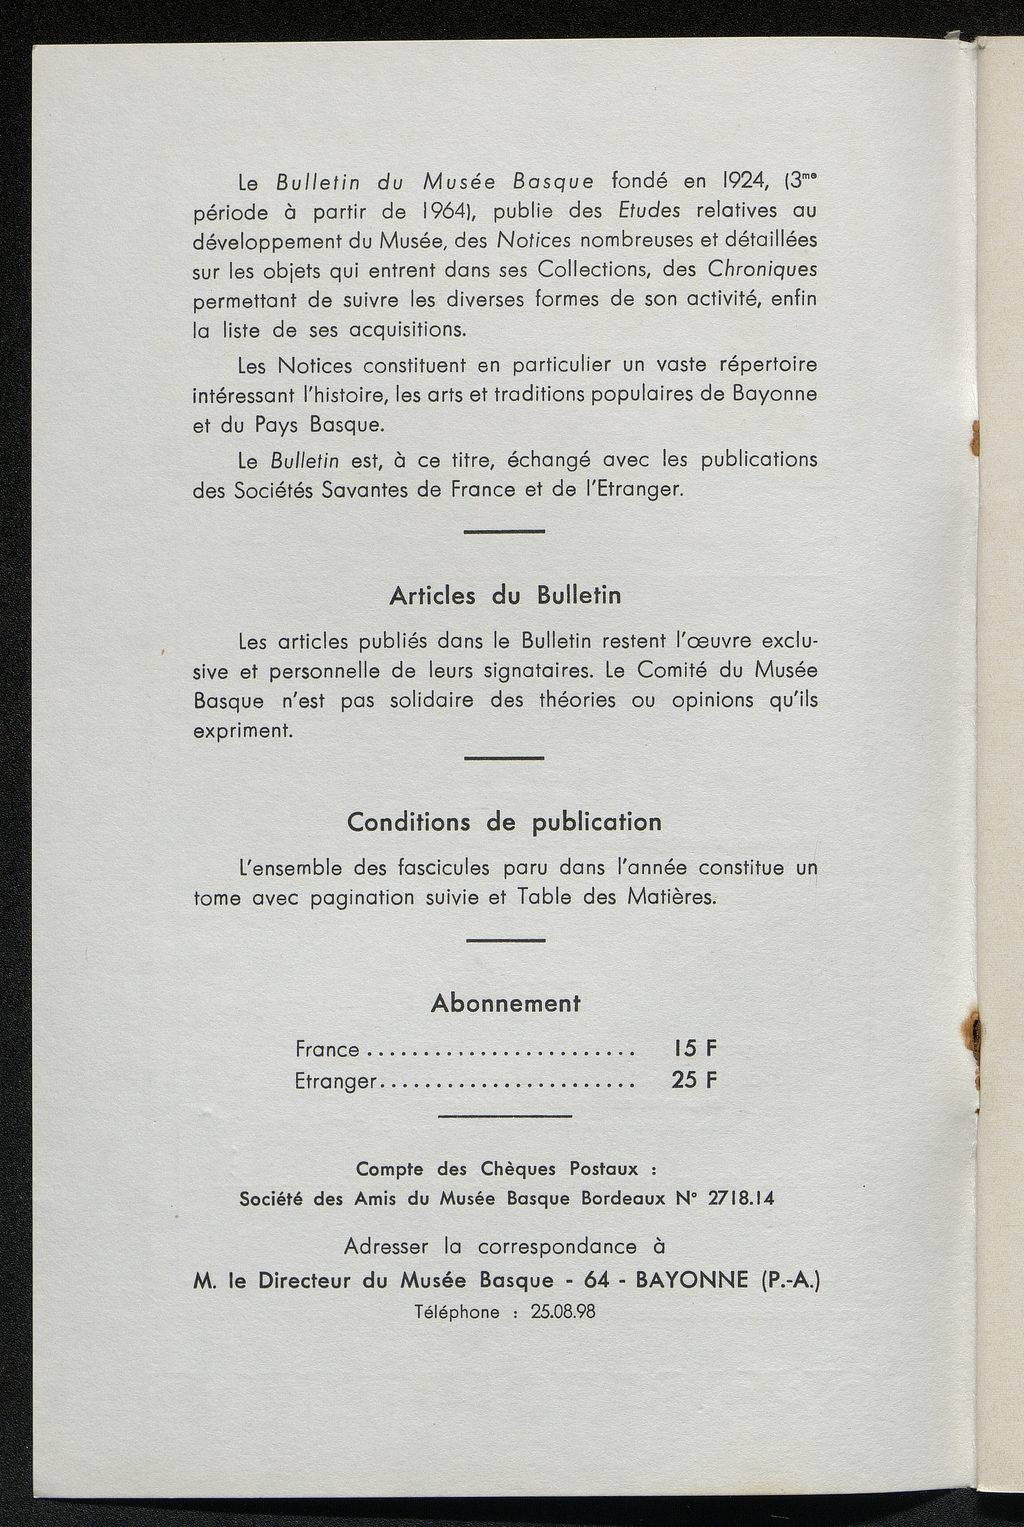 Le Bulletin du Musée Basque fondé en 1924, (3me
période à partir de 1964), publie des Etudes relatives au
développement du Musée, des Notices nombreuses et détaillées
sur les objets qui entrent dans ses Collections, des Chroniques
permettant de suivre les diverses formes de son activité, enfin
la liste de ses acquisitions.
Les Notices constituent en particulier un vaste répertoire
intéressant l'histoire, les arts et traditions populaires de Bayonne
et du Pays Basque.
Le Bulletin est, à ce titre, échangé avec les publications
des Sociétés Savantes de France et de l'Etranger.
Articles du Bulletin
Les articles publiés dans le Bulletin restent l'œuvre exclu-
sive et personnelle de leurs signataires. Le Comité du Musée
Basque n'est pas solidaire des théories ou opinions qu'ils
expriment.
Conditions de publication
L'ensemble des fascicules paru dans l'année constitue un
tome avec pagination suivie et Table des Matières.
Abonnement
France ........................ 15 F
Etranger....................... 25 F
Compte des Chèques Postaux :
Société des Amis du Musée Basque Bordeaux N° 2718.14
Adresser la correspondance à
M. le Directeur du Musée Basque - 64 - BAYONNE (P.-A.)
Téléphone : 25.08.98